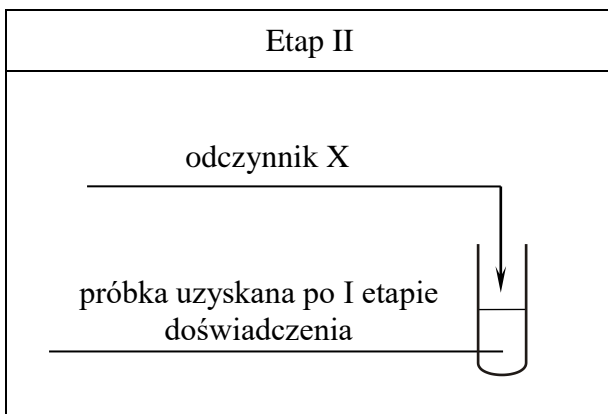 Etap II
odczynnik X
próbka uzyskana po I etapie
doświadczenia